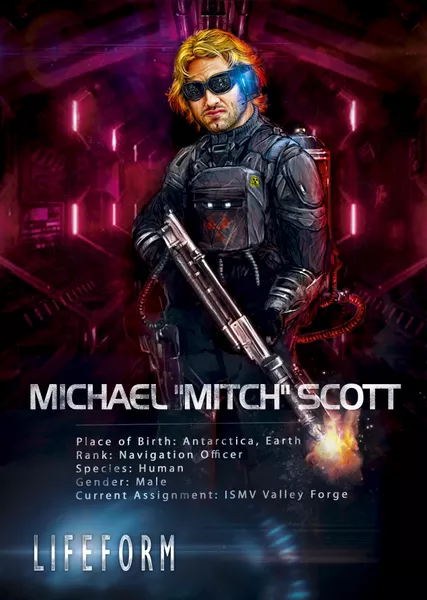 MICHAEL "MITCH" SCOTT
Place of Birth: Antarctica, Earth
Rank: Navigation Officer
Species: Human
Gender: Male
Current Assignment: ISMV Valley Forge
LIFEFORM